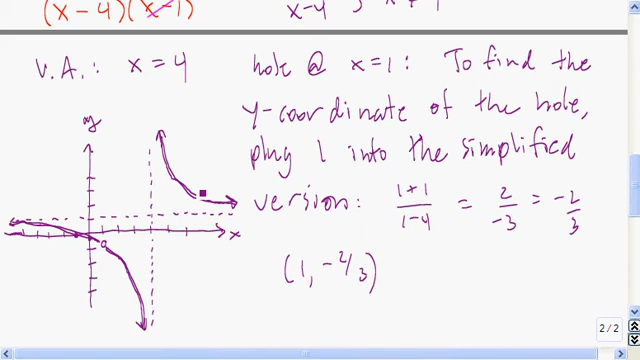 (x-4)(x-1) x-4 ; x≠1
V.A.: x=4
hole @ x=1: To find the
y-coordinate of the hole,
plug 1 into the simplified
version: 1+1/1-4 = 2/-3 = -2/3
(1, -2/3)
y
x
2/2